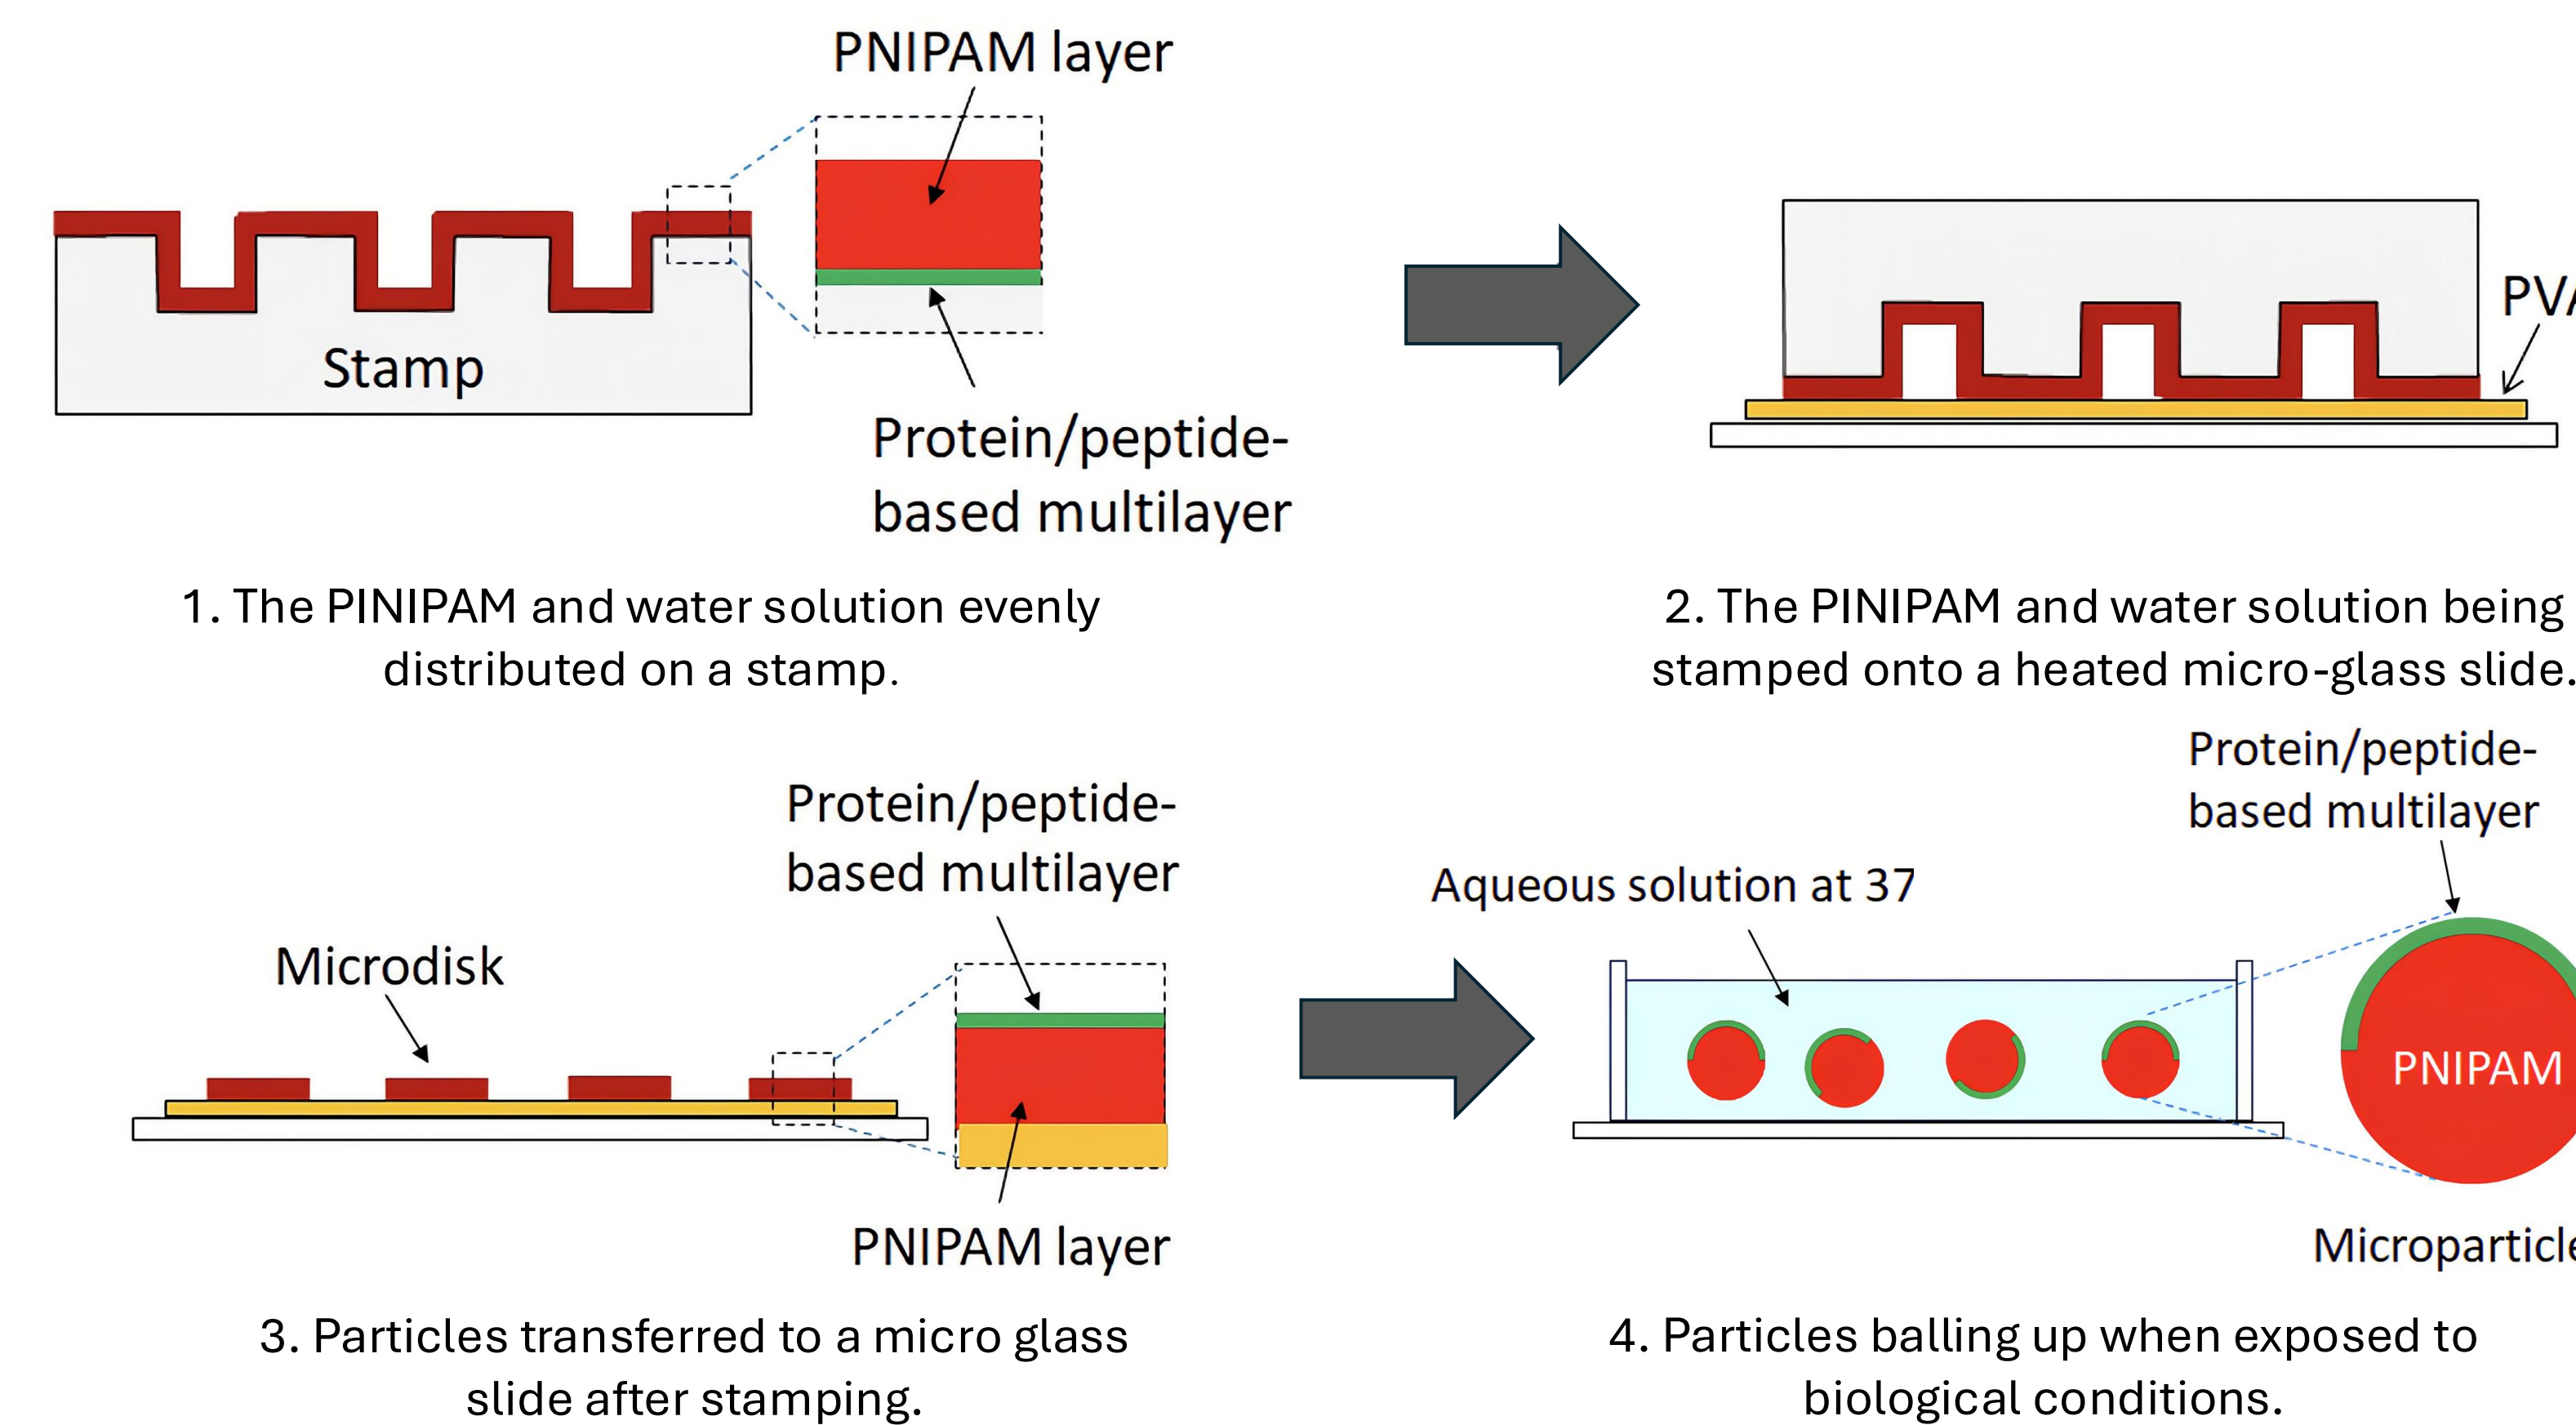 PNIPAM layer
Stamp
Protein/peptide-
based multilayer
1. The PINIPAM and water solution evenly
distributed on a stamp.
PVA
2. The PINIPAM and water solution being
stamped onto a heated micro-glass slide.
Protein/peptide-
based multilayer
Microdisk
PNIPAM layer
3. Particles transferred to a micro glass
slide after stamping.
Protein/peptide-
based multilayer
Aqueous solution at 37
PNIPAM
Microparticle
4. Particles balling up when exposed to
biological conditions.